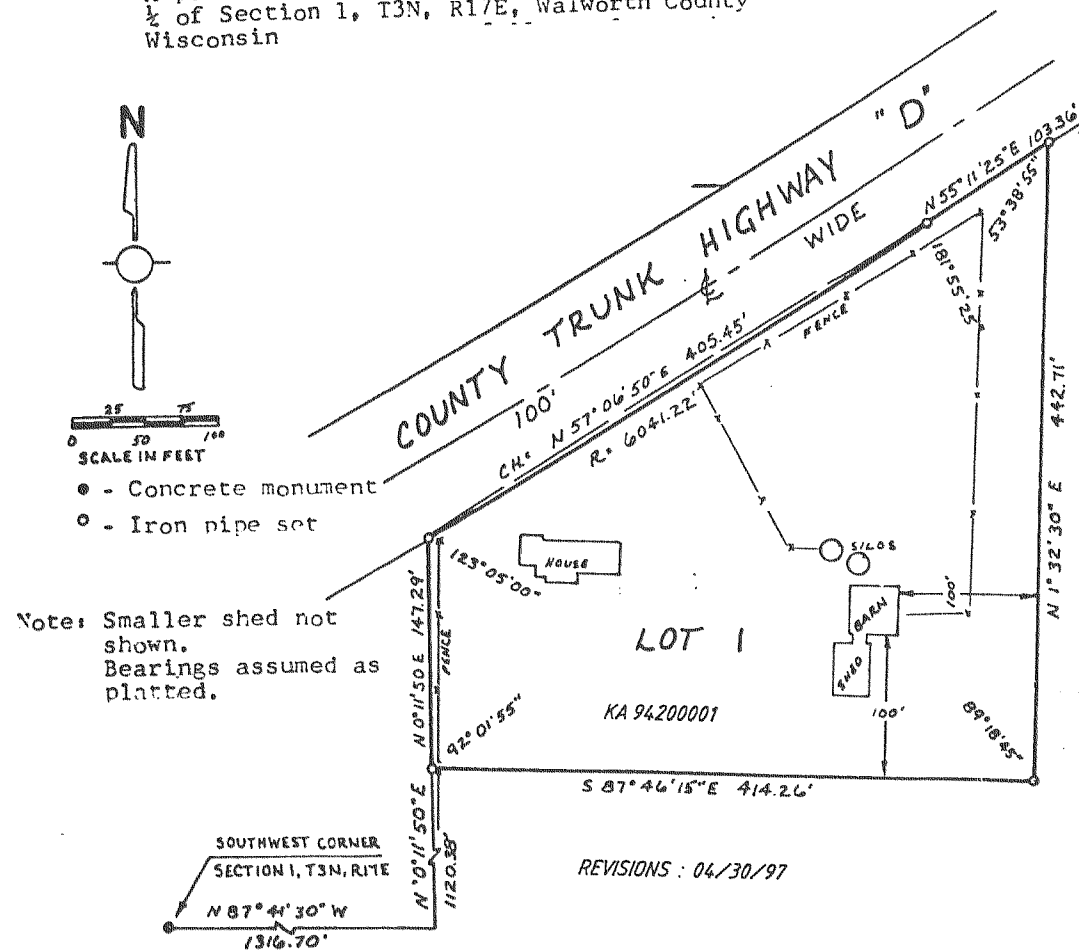 ½ of Section 1, T3N, R17E, Walworth County
Wisconsin
N
COUNTY TRUNK HIGHWAY "D"
100' WIDE
N 55° 11' 25" E 103.36'
53° 38' 55"
181° 55' 25"
FENCE
CH = N 57° 06' 50" E 405.45'
R = 6041.22'
25 75
0 50 100
SCALE IN FEET
● - Concrete monument
○ - Iron pipe set
Note: Smaller shed not
shown.
Bearings assumed as
platted.
HOUSE
123° 05' 00"
SILOS
BARN
100'
SHED
100'
LOT 1
KA 94200001
N 1° 32' 30" E 442.71'
N 0° 11' 50 E 147.29'
FENCE
92° 01' 55"
89° 18' 45"
S 87° 46' 15" E 414.26'
N 0° 11' 50" E
1120.38'
SOUTHWEST CORNER
SECTION 1, T3N, R17E
N 87° 41' 30" W
1316.70'
REVISIONS : 04/30/97